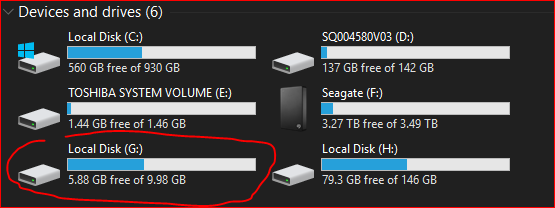 Devices and drives (6)
Local Disk (C:)
560 GB free of 930 GB
SQ004580V03 (D:)
137 GB free of 142 GB
TOSHIBA SYSTEM VOLUME (E:)
1.44 GB free of 1.46 GB
Seagate (F:)
3.27 TB free of 3.49 TB
Local Disk (G:)
5.88 GB free of 9.98 GB
Local Disk (H:)
79.3 GB free of 146 GB